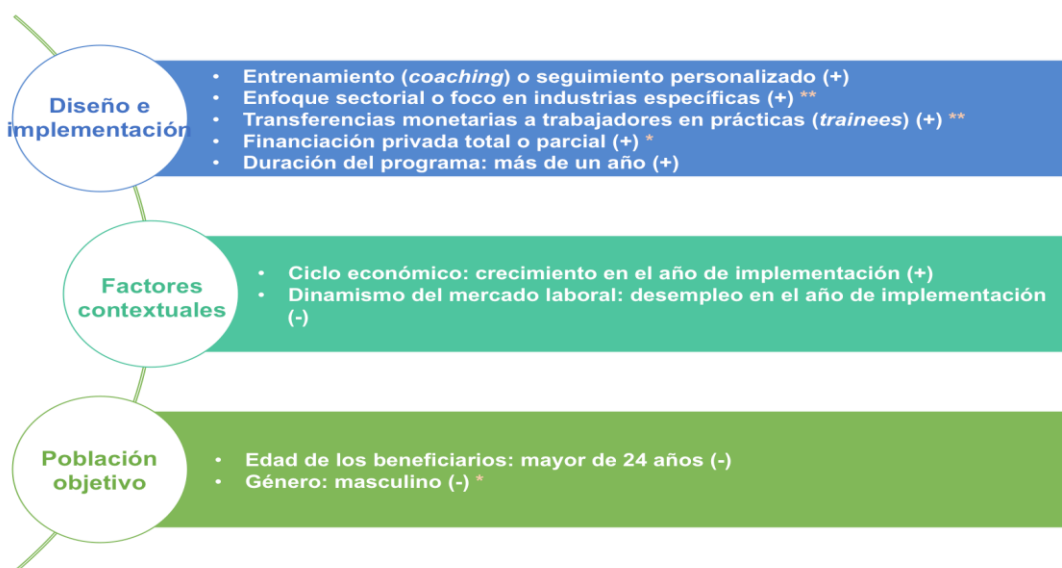 Diseño e
implementación
• Entrenamiento (coaching) o seguimiento personalizado (+)
• Enfoque sectorial o foco en industrias específicas (+) **
• Transferencias monetarias a trabajadores en prácticas (trainees) (+) **
• Financiación privada total o parcial (+) *
• Duración del programa: más de un año (+)
Factores
contextuales
• Ciclo económico: crecimiento en el año de implementación (+)
• Dinamismo del mercado laboral: desempleo en el año de implementación
(-)
Población
objetivo
• Edad de los beneficiarios: mayor de 24 años (-)
• Género: masculino (-) *